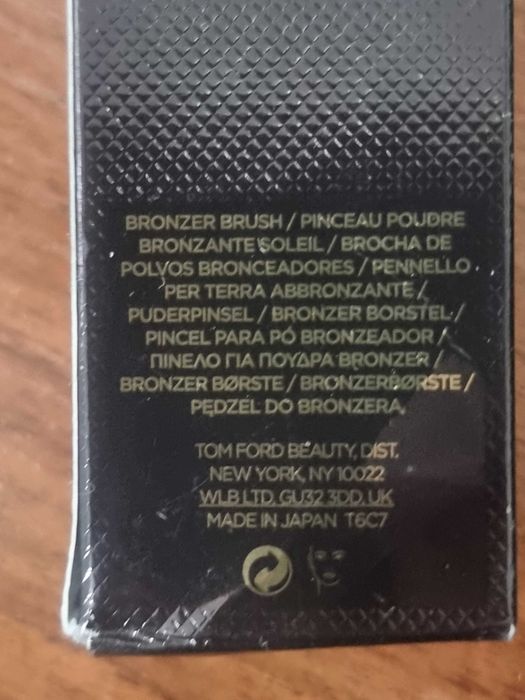 BRONZER BRUSH / PINCEAU POUDRE
BRONZANTE SOLEIL / BROCHA DE
POLVOS BRONCEADORES / PENNELLO
PER TERRA ABBRONZANTE /
PUDERPINSEL / BRONZER BORSTEL /
PINCEL PARA PÓ BRONZEADOR /
ΠΙΝΕΛΟ ΓΙΑ ΠΟΥΔΡΑ BRONZER /
BRONZER BØRSTE / BRONZERBØRSTE /
PĘDZEL DO BRONZERA,
TOM FORD BEAUTY, DIST.
NEW YORK, NY 10022
WLB LTD, GU32 3DD, UK
MADE IN JAPAN T6C7